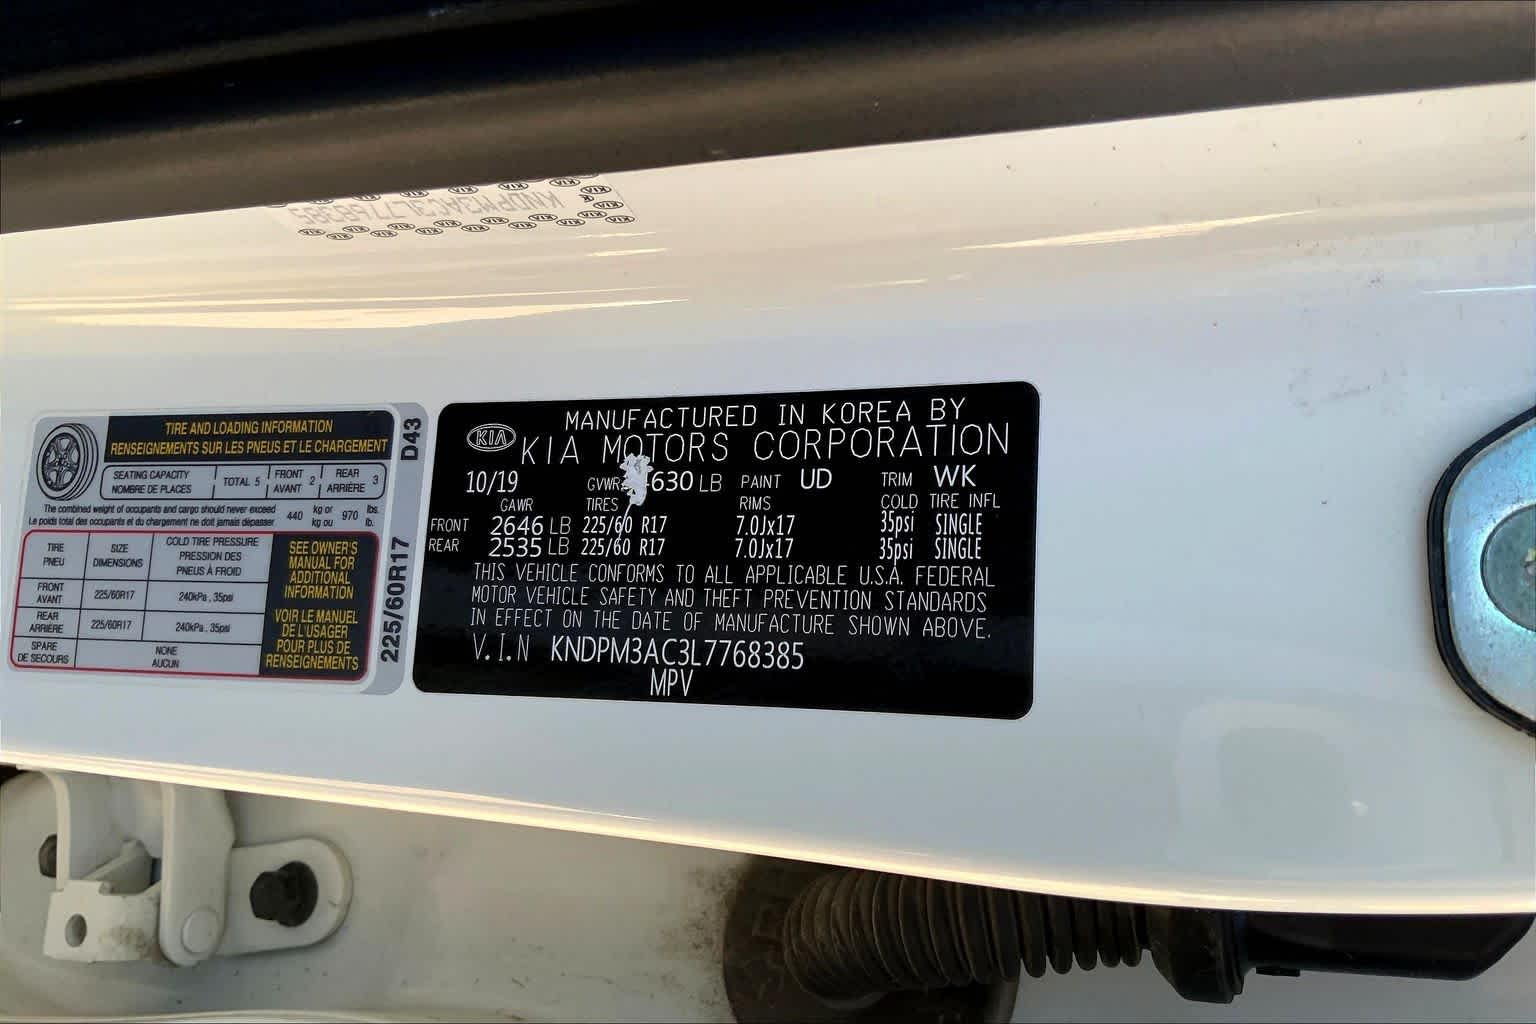 KNDPM3AC3L7768385
TIRE AND LOADING INFORMATION
RENSEIGNEMENTS SUR LES PNEUS ET LE CHARGEMENT
SEATING CAPACITY
NOMBRE DE PLACES
TOTAL 5
FRONT
AVANT
2
REAR
ARRIÈRE
3
The combined weight of occupants and cargo should never exceed
Le poids total des occupants et du chargement ne doit jamais dépasser
440
kg or
kg ou
970
lbs.
lb.
TIRE
PNEU
SIZE
DIMENSIONS
COLD TIRE PRESSURE
PRESSION DES
PNEUS À FROID
FRONT
AVANT
225/60R17
240kPa , 35psi
REAR
ARRIÈRE
225/60R17
240kPa , 35psi
SPARE
DE SECOURS
NONE
AUCUN
SEE OWNER'S
MANUAL FOR
ADDITIONAL
INFORMATION
VOIR LE MANUEL
DE L'USAGER
POUR PLUS DE
RENSEIGNEMENTS
225/60R17 D43
KIA
MANUFACTURED IN KOREA BY
KIA MOTORS CORPORATION
10/19 GVWR 630 LB PAINT UD TRIM WK
GAWR TIRES RIMS COLD TIRE INFL
FRONT 2646 LB 225/60 R17 7.0Jx17 35psi SINGLE
REAR 2535 LB 225/60 R17 7.0Jx17 35psi SINGLE
THIS VEHICLE CONFORMS TO ALL APPLICABLE U.S.A. FEDERAL
MOTOR VEHICLE SAFETY AND THEFT PREVENTION STANDARDS
IN EFFECT ON THE DATE OF MANUFACTURE SHOWN ABOVE.
V.I.N KNDPM3AC3L7768385
MPV